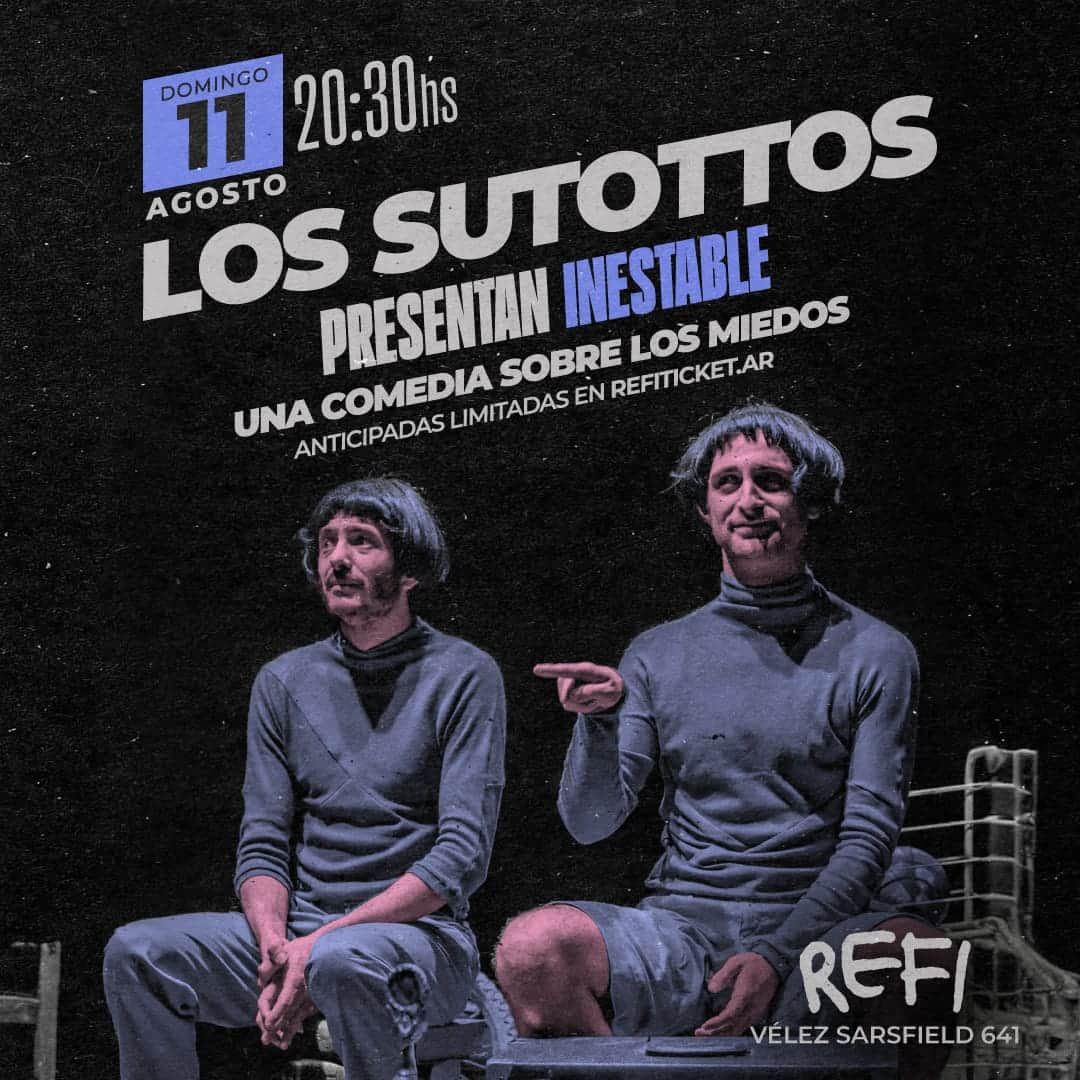 DOMINGO
11
AGOSTO
20:30hs
LOS SUTOTTOS
PRESENTAN INESTABLE
UNA COMEDIA SOBRE LOS MIEDOS
ANTICIPADAS LIMITADAS EN REFITICKET.AR
REFI
VÉLEZ SARSFIELD 641